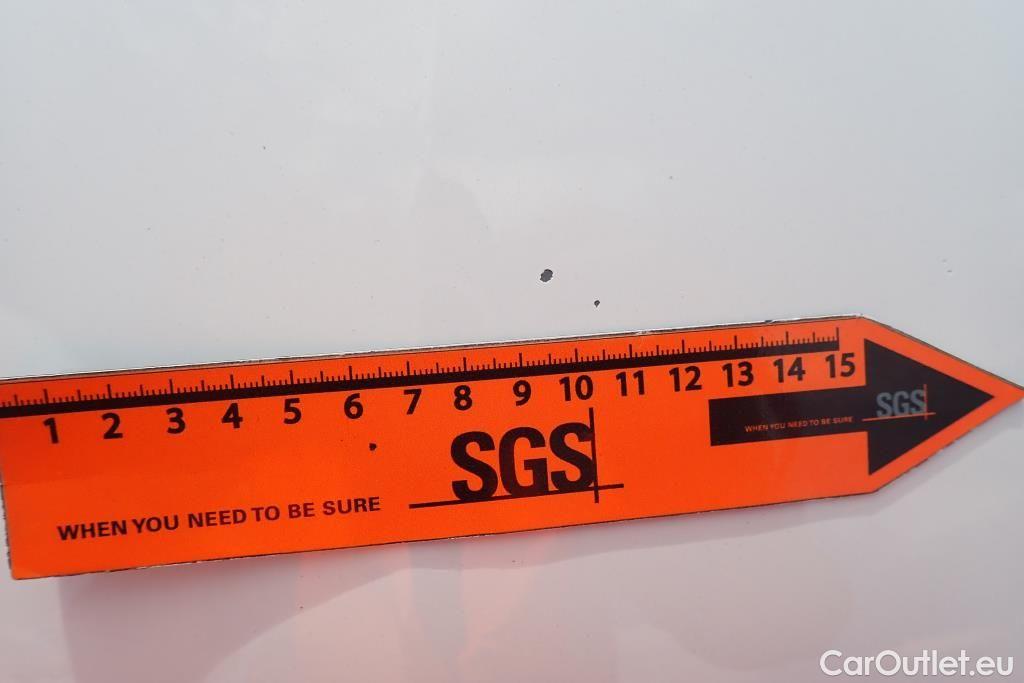 1 2 3 4 5 6 7 8 9 10 11 12 13 14 15
SGS
WHEN YOU NEED TO BE SURE
SGS
WHEN YOU NEED TO BE SURE
CarOutlet.eu